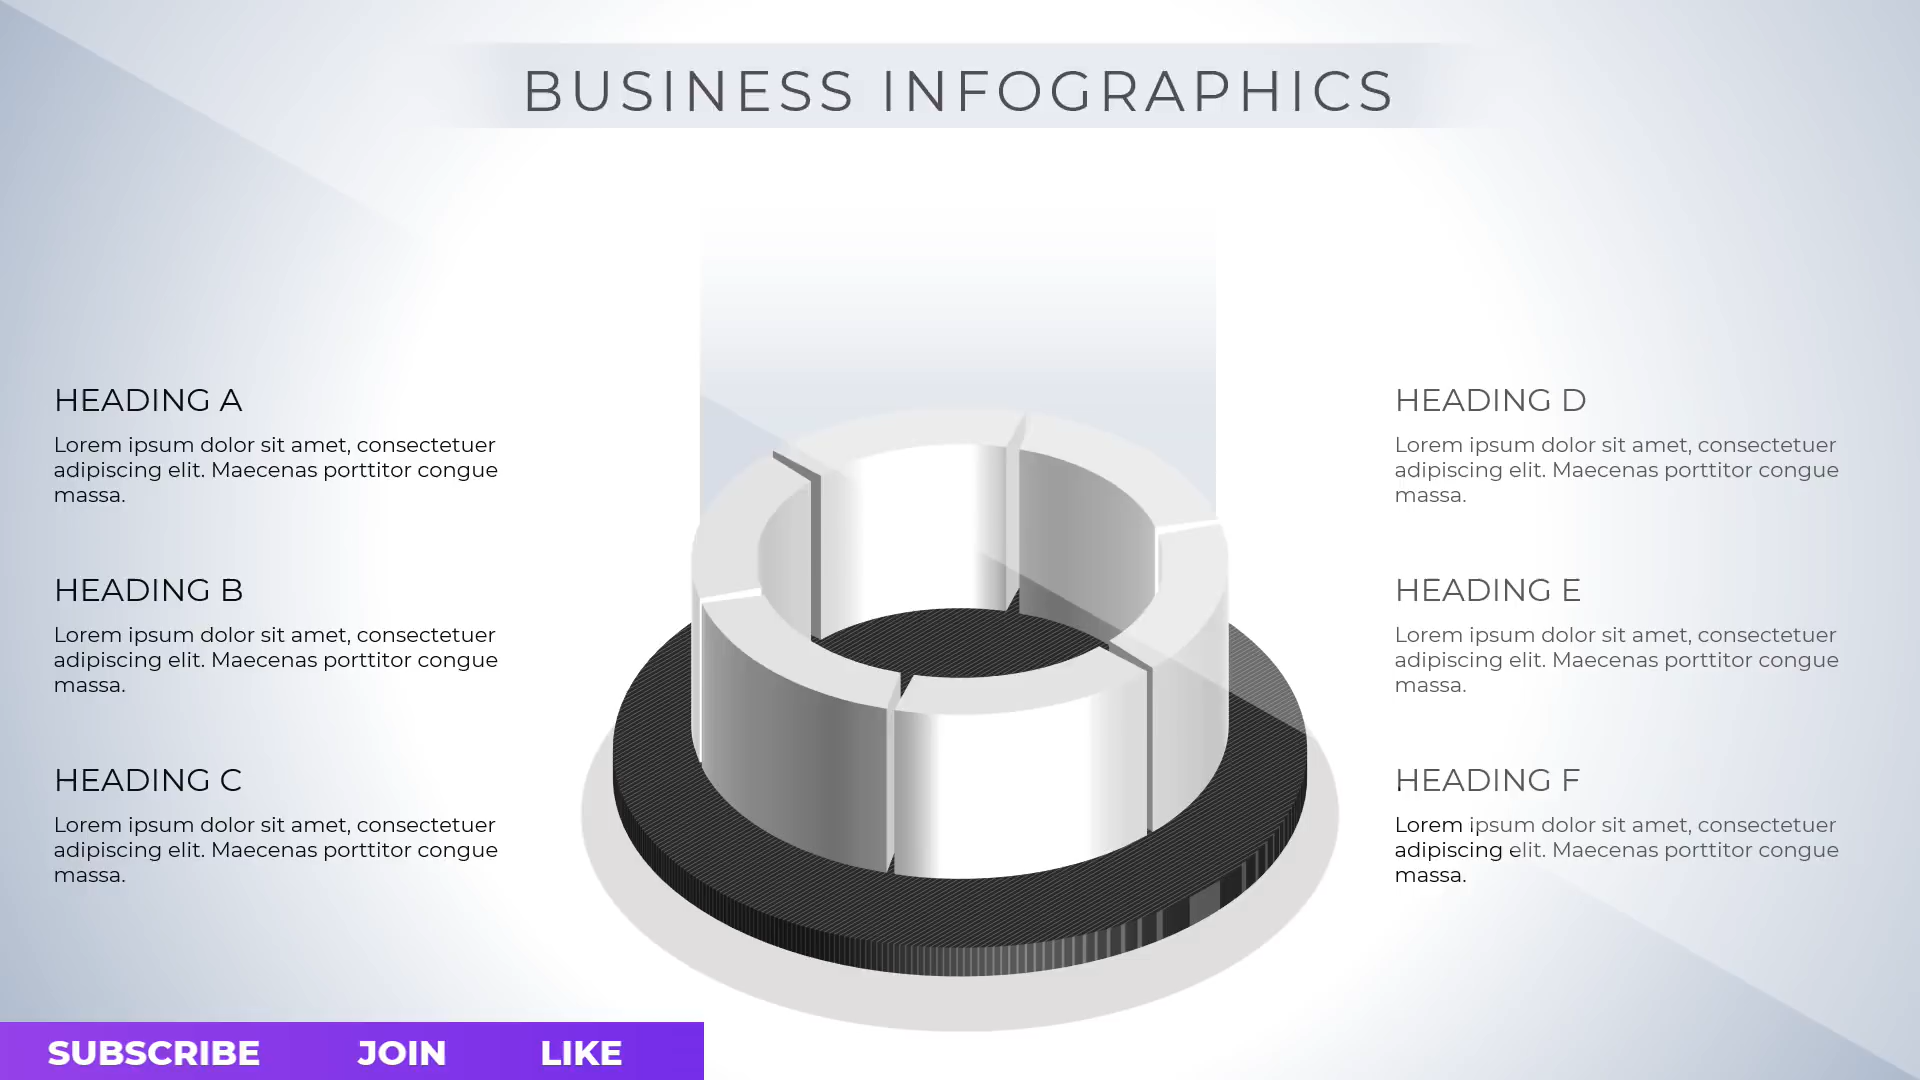 BUSINESS INFOGRAPHICS
HEADING A
Lorem ipsum dolor sit amet, consectetuer
adipiscing elit. Maecenas porttitor congue
massa.
HEADING B
Lorem ipsum dolor sit amet, consectetuer
adipiscing elit. Maecenas porttitor congue
massa.
HEADING C
Lorem ipsum dolor sit amet, consectetuer
adipiscing elit. Maecenas porttitor congue
massa.
HEADING D
Lorem ipsum dolor sit amet, consectetuer
adipiscing elit. Maecenas porttitor congue
massa.
HEADING E
Lorem ipsum dolor sit amet, consectetuer
adipiscing elit. Maecenas porttitor congue
massa.
HEADING F
Lorem ipsum dolor sit amet, consectetuer
adipiscing elit. Maecenas porttitor congue
massa.
SUBSCRIBE JOIN LIKE